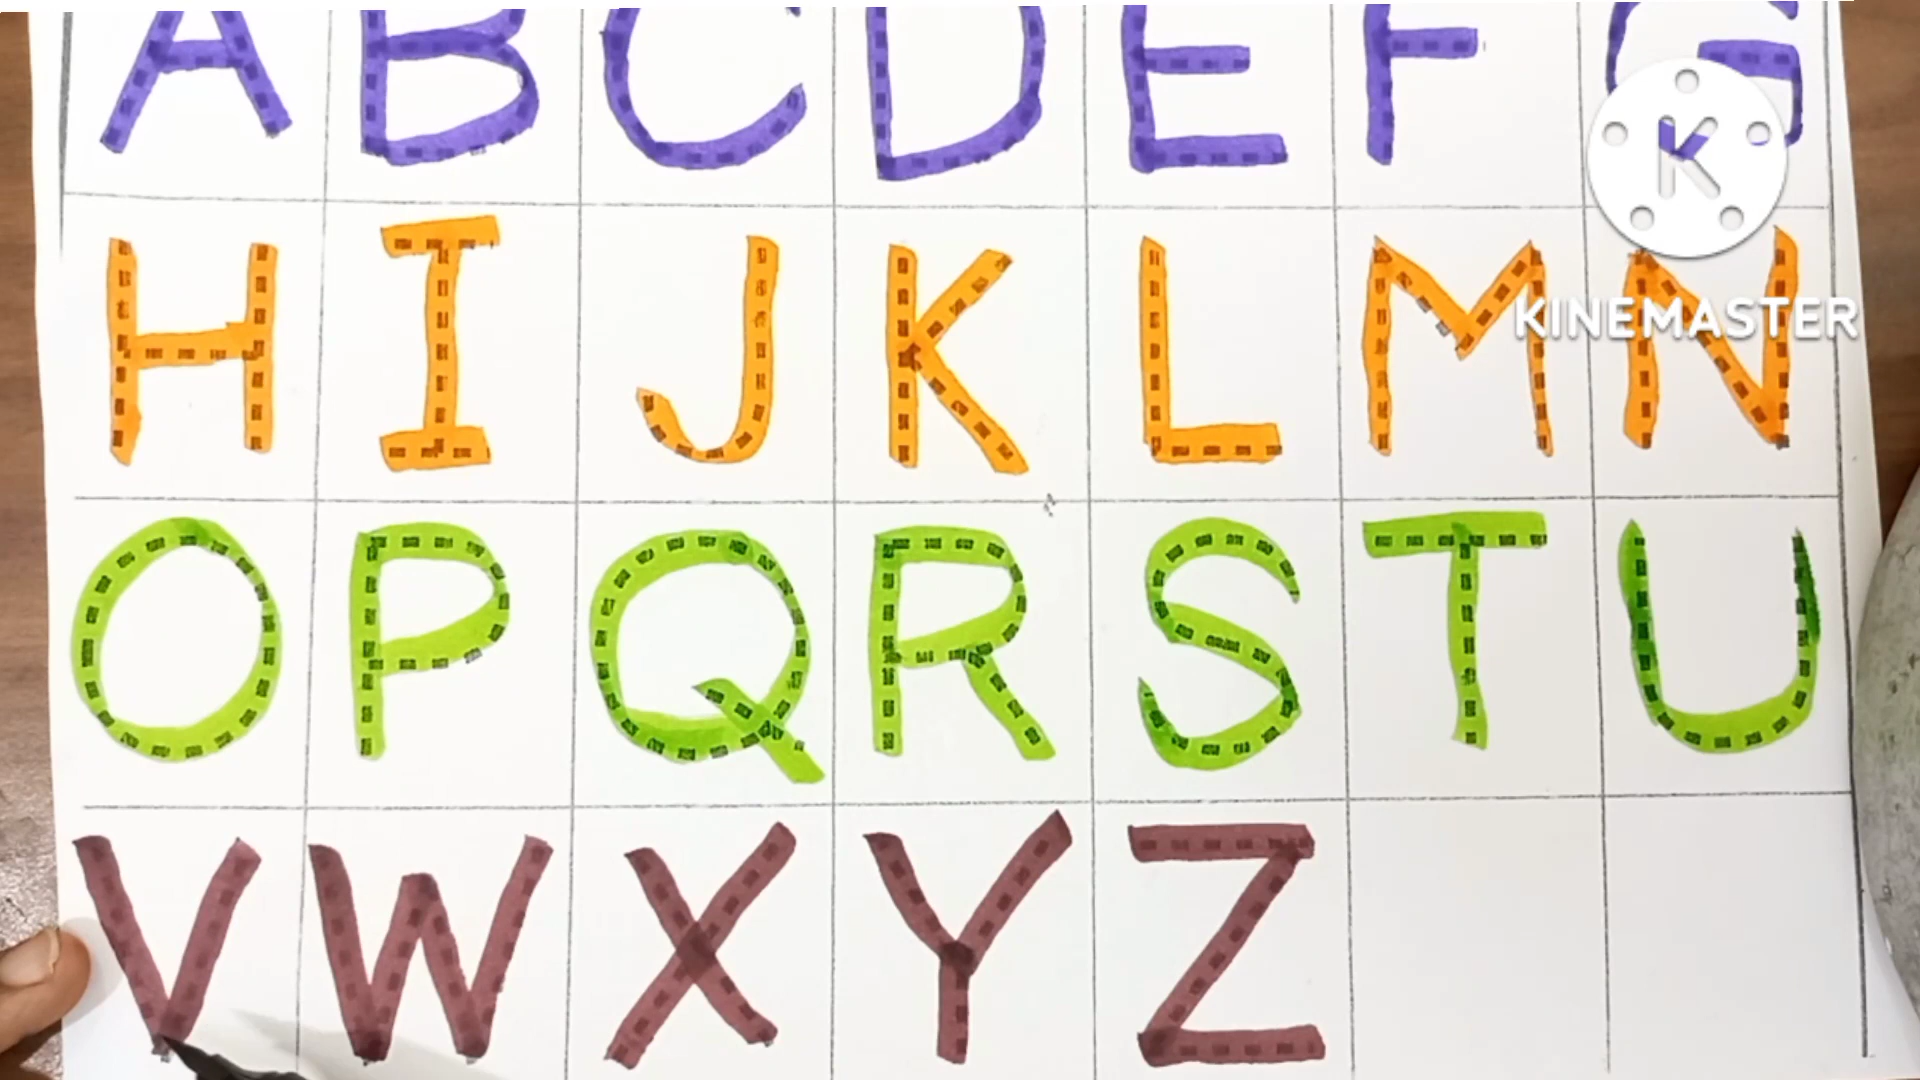 A B C D E F G
K
H I J K L M N
KINEMASTER
O P Q R S T U
V W X Y Z